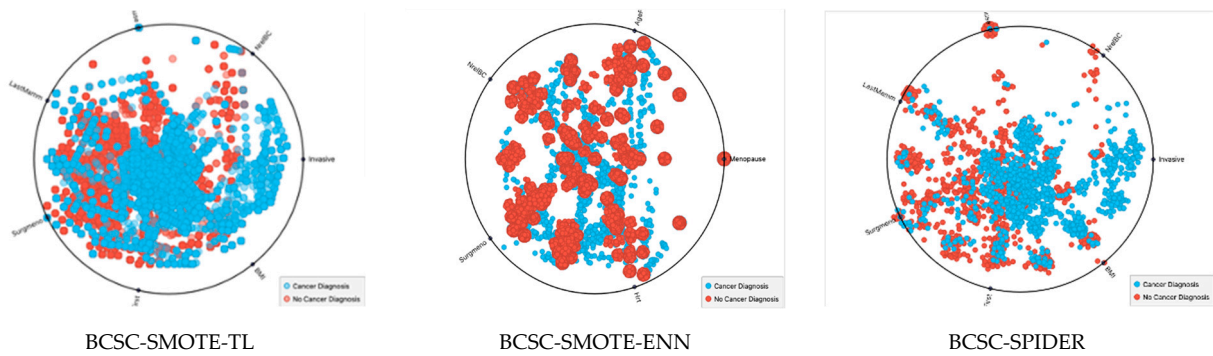 NrelBC
LastMamm
Invasive
Surgmeno
BMI
Cancer Diagnosis
No Cancer Diagnosis
BCSC-SMOTE-TL
NrelBC
Menopause
Surgmeno
Hrt
Cancer Diagnosis
No Cancer Diagnosis
BCSC-SMOTE-ENN
NrelBC
LastMamm
Invasive
Surgmeno
BMI
Cancer Diagnosis
No Cancer Diagnosis
BCSC-SPIDER